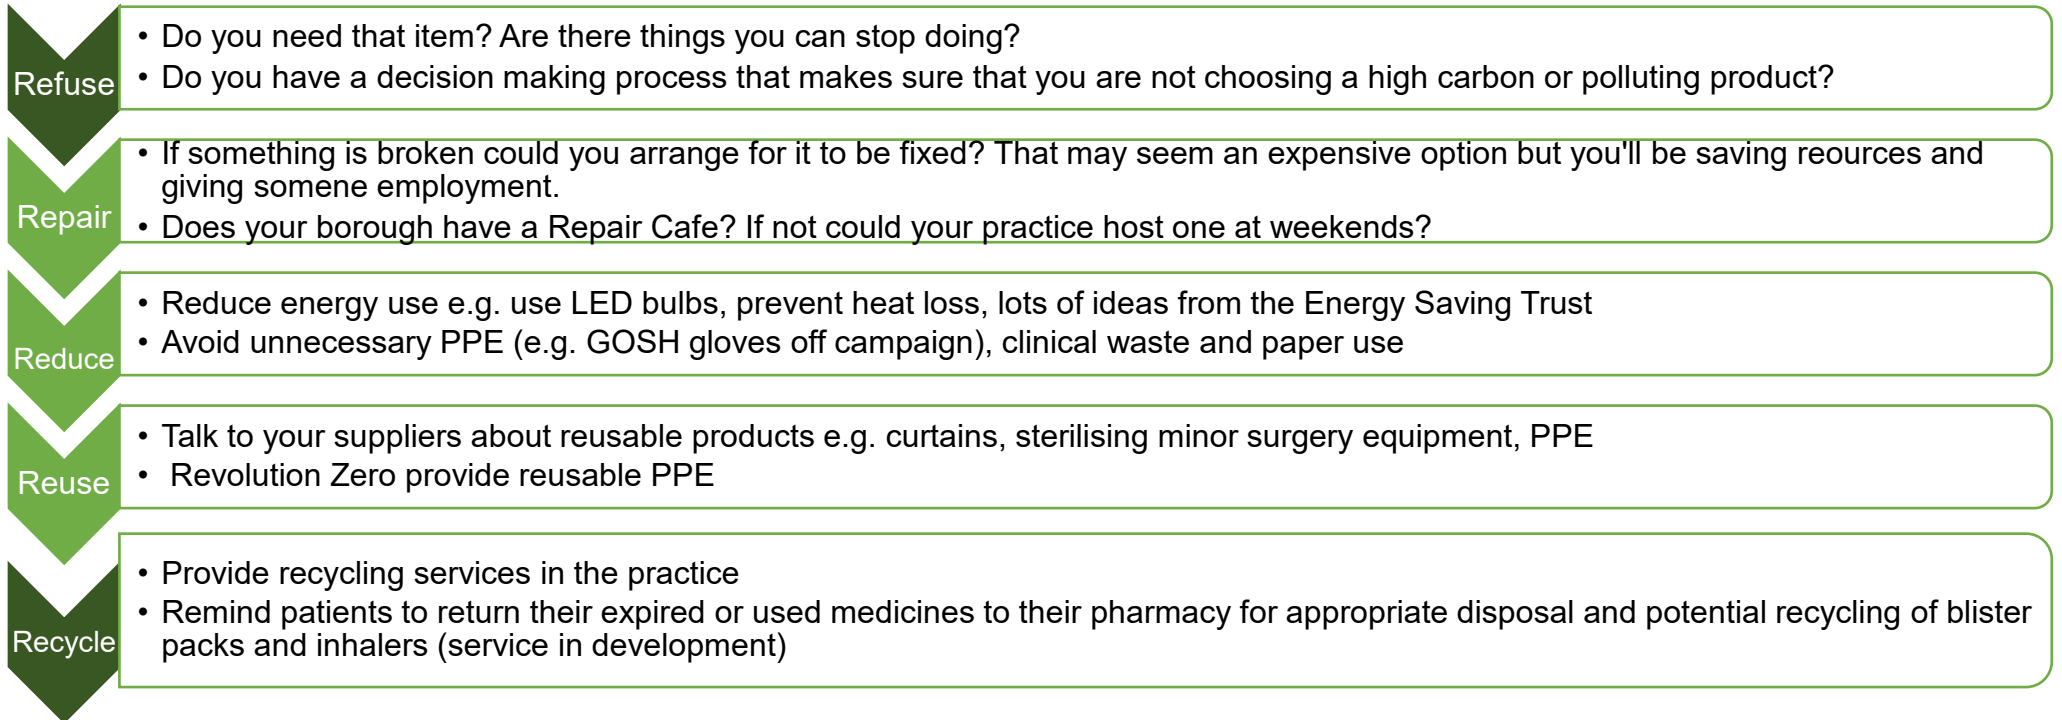 Refuse
• Do you need that item? Are there things you can stop doing?
• Do you have a decision making process that makes sure that you are not choosing a high carbon or polluting product?
Repair
• If something is broken could you arrange for it to be fixed? That may seem an expensive option but you'll be saving reources and
giving somene employment.
• Does your borough have a Repair Cafe? If not could your practice host one at weekends?
Reduce
• Reduce energy use e.g. use LED bulbs, prevent heat loss, lots of ideas from the Energy Saving Trust
• Avoid unnecessary PPE (e.g. GOSH gloves off campaign), clinical waste and paper use
Reuse
• Talk to your suppliers about reusable products e.g. curtains, sterilising minor surgery equipment, PPE
• Revolution Zero provide reusable PPE
Recycle
• Provide recycling services in the practice
• Remind patients to return their expired or used medicines to their pharmacy for appropriate disposal and potential recycling of blister
packs and inhalers (service in development)